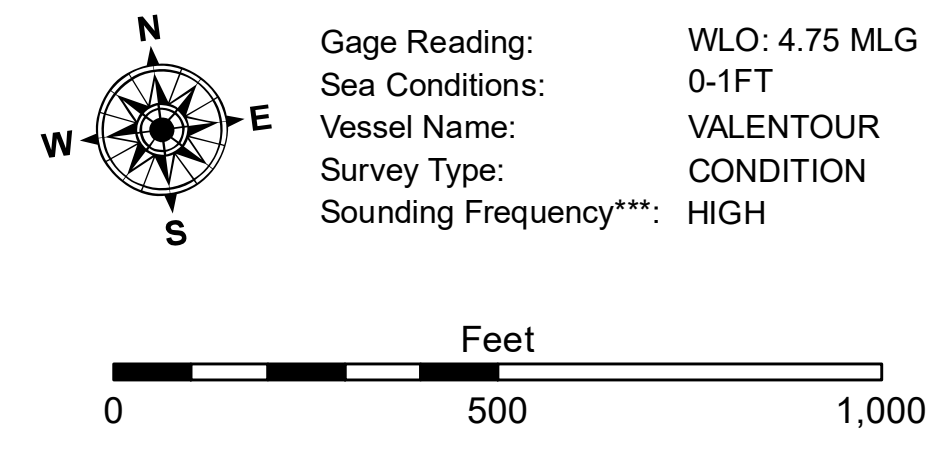 N
W E
S
Gage Reading: WLO: 4.75 MLG
Sea Conditions: 0-1FT
Vessel Name: VALENTOUR
Survey Type: CONDITION
Sounding Frequency***: HIGH
Feet
0 500 1,000